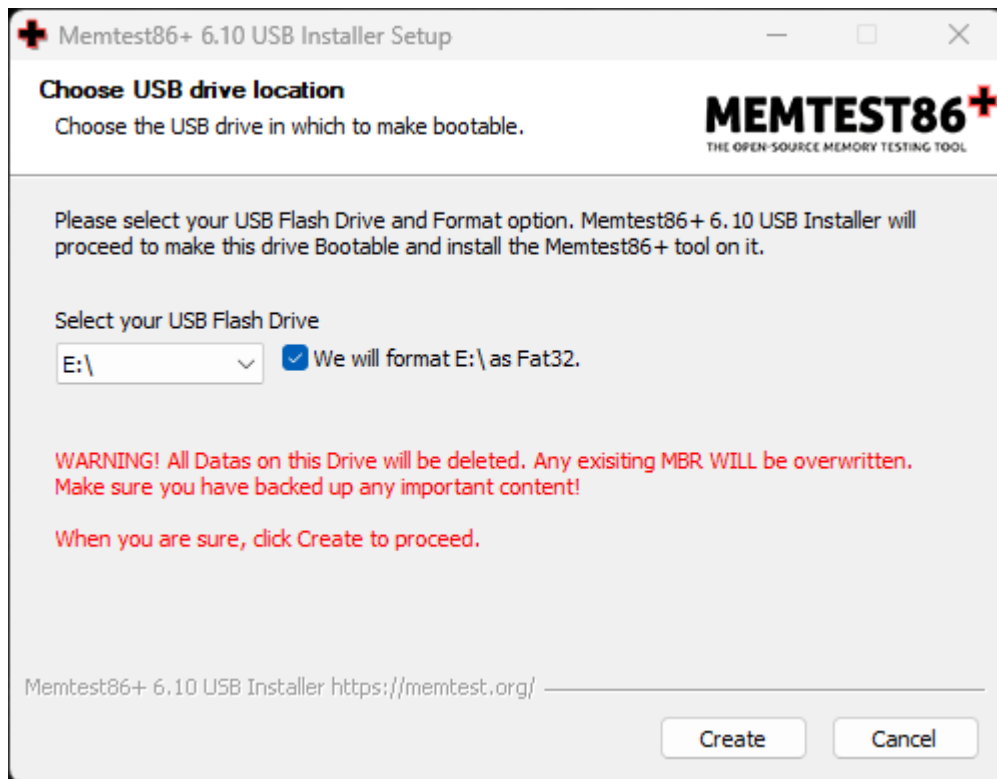 Memtest86+ 6.10 USB Installer Setup
Choose USB drive location
Choose the USB drive in which to make bootable.
MEMTEST86+
THE OPEN-SOURCE MEMORY TESTING TOOL
Please select your USB Flash Drive and Format option. Memtest86+ 6.10 USB Installer will
proceed to make this drive Bootable and install the Memtest86+ tool on it.
Select your USB Flash Drive
E:\ We will format E:\ as Fat32.
WARNING! All Datas on this Drive will be deleted. Any exisiting MBR WILL be overwritten.
Make sure you have backed up any important content!
When you are sure, click Create to proceed.
Memtest86+ 6.10 USB Installer https://memtest.org/
Create Cancel